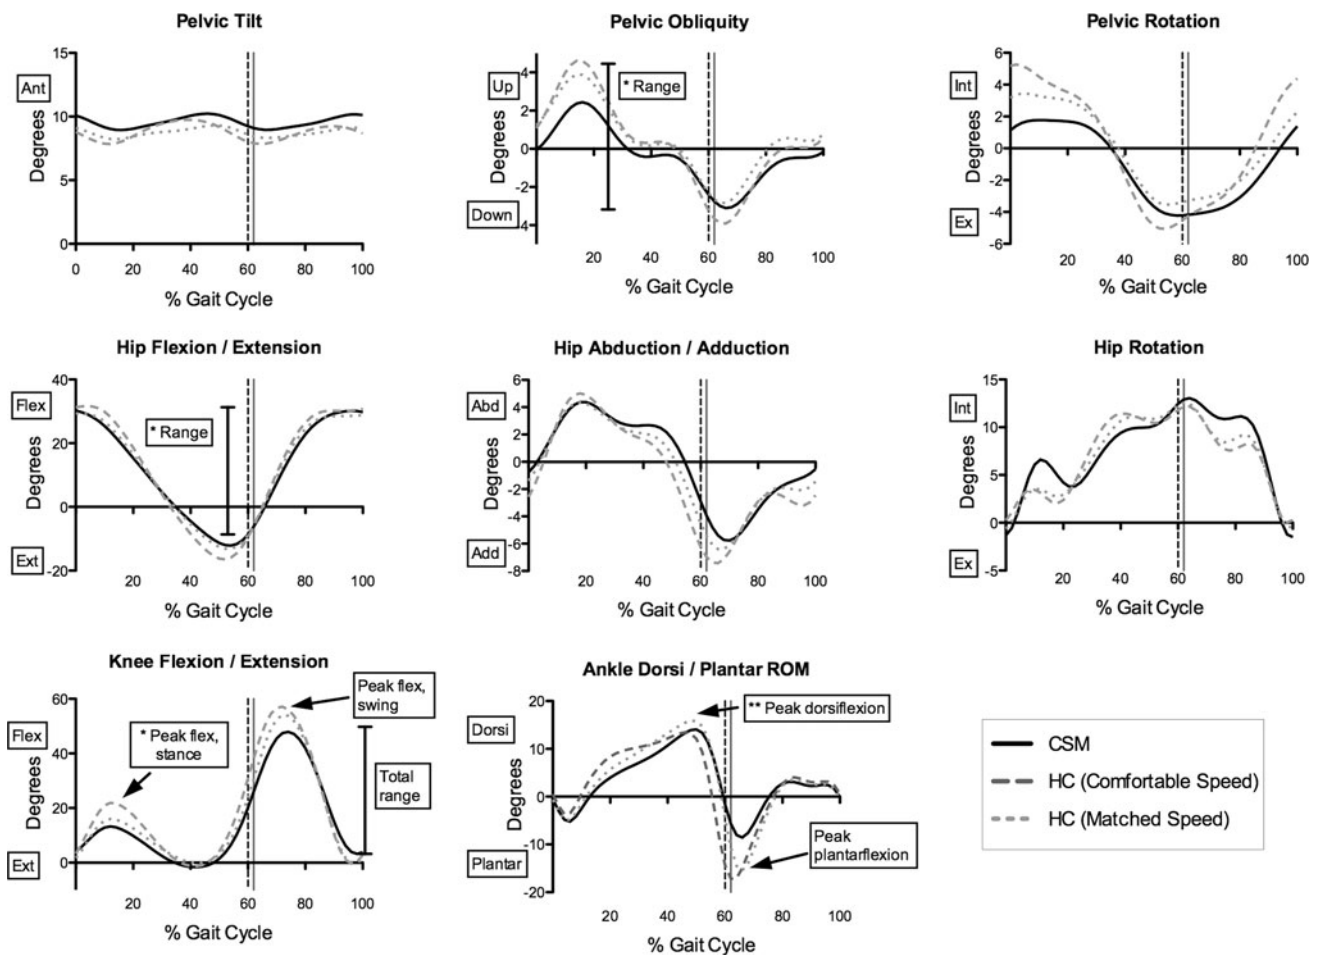 Pelvic Tilt
15
Ant
10
Degrees
5
0
0 20 40 60 80 100
% Gait Cycle
Pelvic Obliquity
4
Up
* Range
2
Degrees
0
-2
Down
-4
20 40 60 80 100
% Gait Cycle
Pelvic Rotation
6
Int
4
2
Degrees
0
-2
-4
Ex
-6
20 40 60 80 100
% Gait Cycle
Hip Flexion / Extension
40
Flex
* Range
20
Degrees
0
Ext
-20
20 40 60 80 100
% Gait Cycle
Hip Abduction / Adduction
6
Abd
4
2
Degrees
0
-2
-4
Add
-6
-8
20 40 60 80 100
% Gait Cycle
Hip Rotation
15
Int
10
Degrees
5
0
Ex
-5
20 40 60 80 100
% Gait Cycle
Knee Flexion / Extension
60
Peak flex,
swing
Flex
* Peak flex,
stance
40
Degrees
20
Total
range
Ext
0
20 40 60 80 100
% Gait Cycle
Ankle Dorsi / Plantar ROM
20
** Peak dorsiflexion
Dorsi
10
Degrees
0
-10
Peak
plantarflexion
Plantar
-20
20 40 60 80 100
% Gait Cycle
CSM
HC (Comfortable Speed)
HC (Matched Speed)